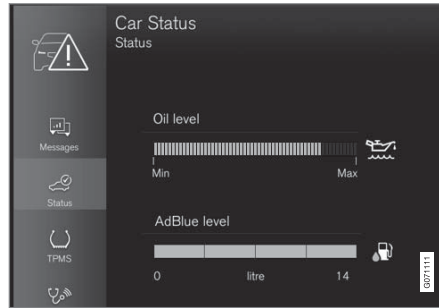 Car Status
Status
Messages
Status
TPMS
Oil level
Min Max
AdBlue level
0 litre 14
G071111